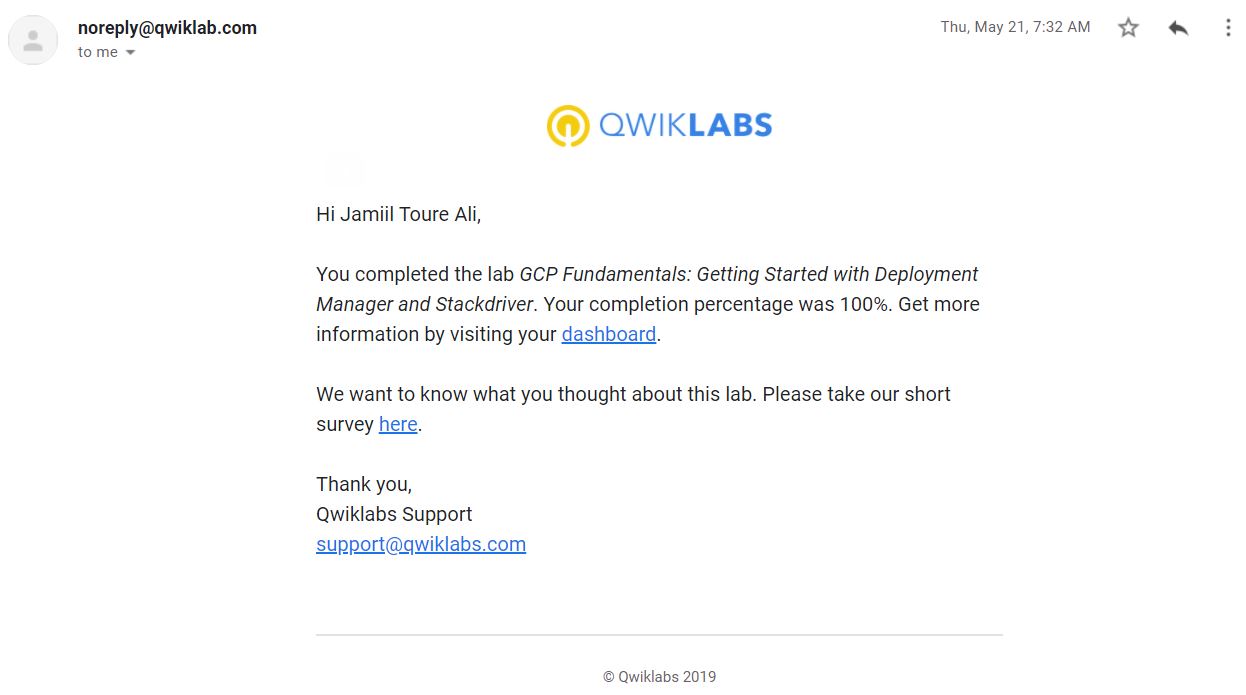 noreply@qwiklab.com
Thu, May 21, 7:32 AM
to me
QWIKLABS
Hi Jamiil Toure Ali,
You completed the lab GCP Fundamentals: Getting Started with Deployment
Manager and Stackdriver. Your completion percentage was 100%. Get more
information by visiting your dashboard.
We want to know what you thought about this lab. Please take our short
survey here.
Thank you,
Qwiklabs Support
support@qwiklabs.com
© Qwiklabs 2019